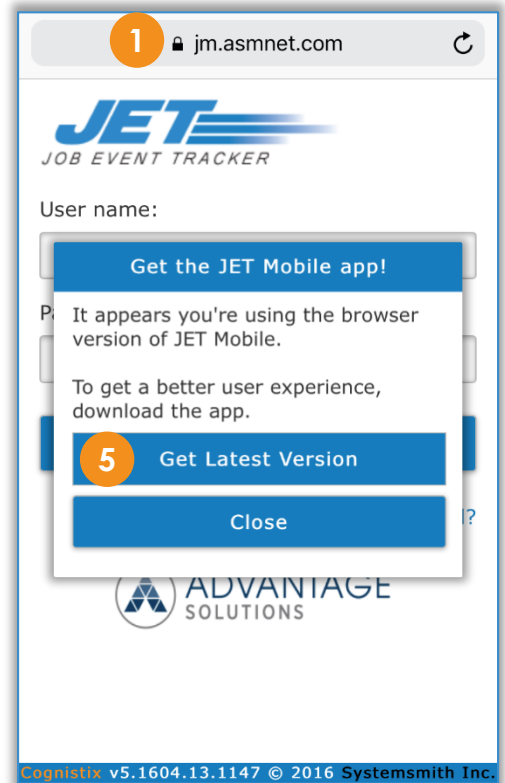 1 jm.asmnet.com
JET
JOB EVENT TRACKER
User name:
Get the JET Mobile app!
It appears you're using the browser
version of JET Mobile.
To get a better user experience,
download the app.
5 Get Latest Version
Close
?
ADVANTAGE
SOLUTIONS
Cognistix v5.1604.13.1147 © 2016 Systemsmith Inc.